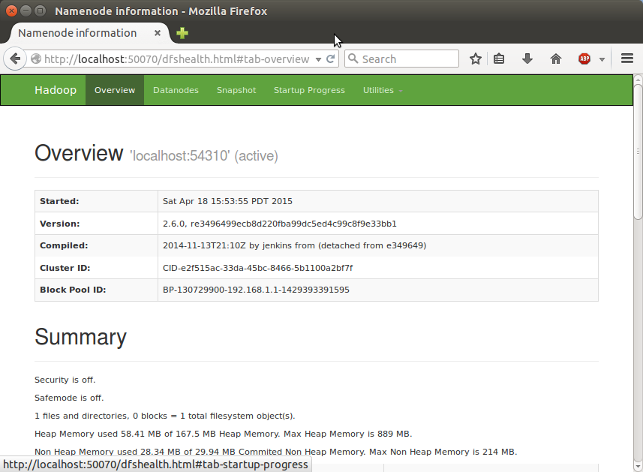 Namenode information - Mozilla Firefox
Namenode information
http://localhost:50070/dfshealth.html#tab-overview Search
Hadoop Overview Datanodes Snapshot Startup Progress Utilities
Overview 'localhost:54310' (active)
Started: Sat Apr 18 15:53:55 PDT 2015
Version: 2.6.0, re3496499ecb8d220fba99dc5ed4c99c8f9e33bb1
Compiled: 2014-11-13T21:10Z by jenkins from (detached from e349649)
Cluster ID: CID-e2f515ac-33da-45bc-8466-5b1100a2bf7f
Block Pool ID: BP-130729900-192.168.1.1-1429393391595
Summary
Security is off.
Safemode is off.
1 files and directories, 0 blocks = 1 total filesystem object(s).
Heap Memory used 58.41 MB of 167.5 MB Heap Memory. Max Heap Memory is 889 MB.
Non Heap Memory used 28.34 MB of 29.94 MB Commited Non Heap Memory. Max Non Heap Memory is 214 MB.
http://localhost:50070/dfshealth.html#tab-startup-progress